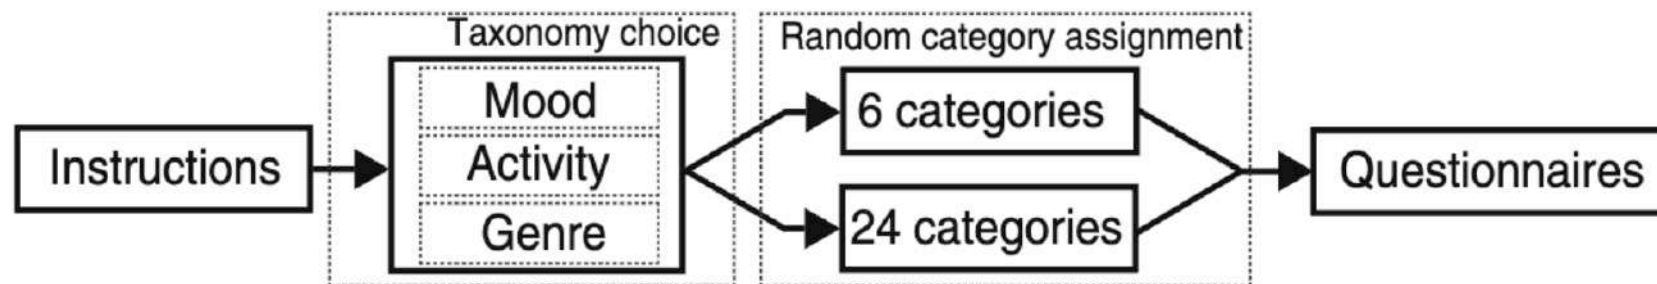 Instructions
Taxonomy choice
Mood
Activity
Genre
Random category assignment
6 categories
24 categories
Questionnaires